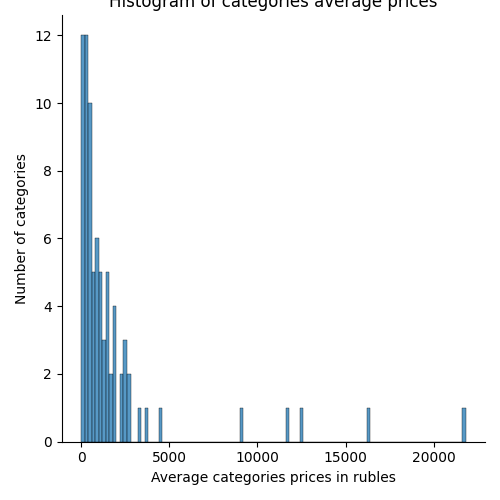 Histogram of categories average prices
12
10
8
6
4
2
0
Number of categories
0 5000 10000 15000 20000
Average categories prices in rubles